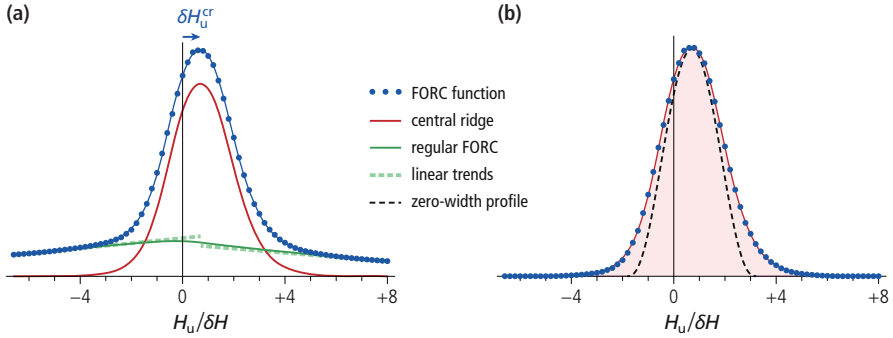 (a)
δH_u^cr
−4
0
+4
+8
H_u/δH
FORC function
central ridge
regular FORC
linear trends
zero-width profile
(b)
−4
0
+4
+8
H_u/δH